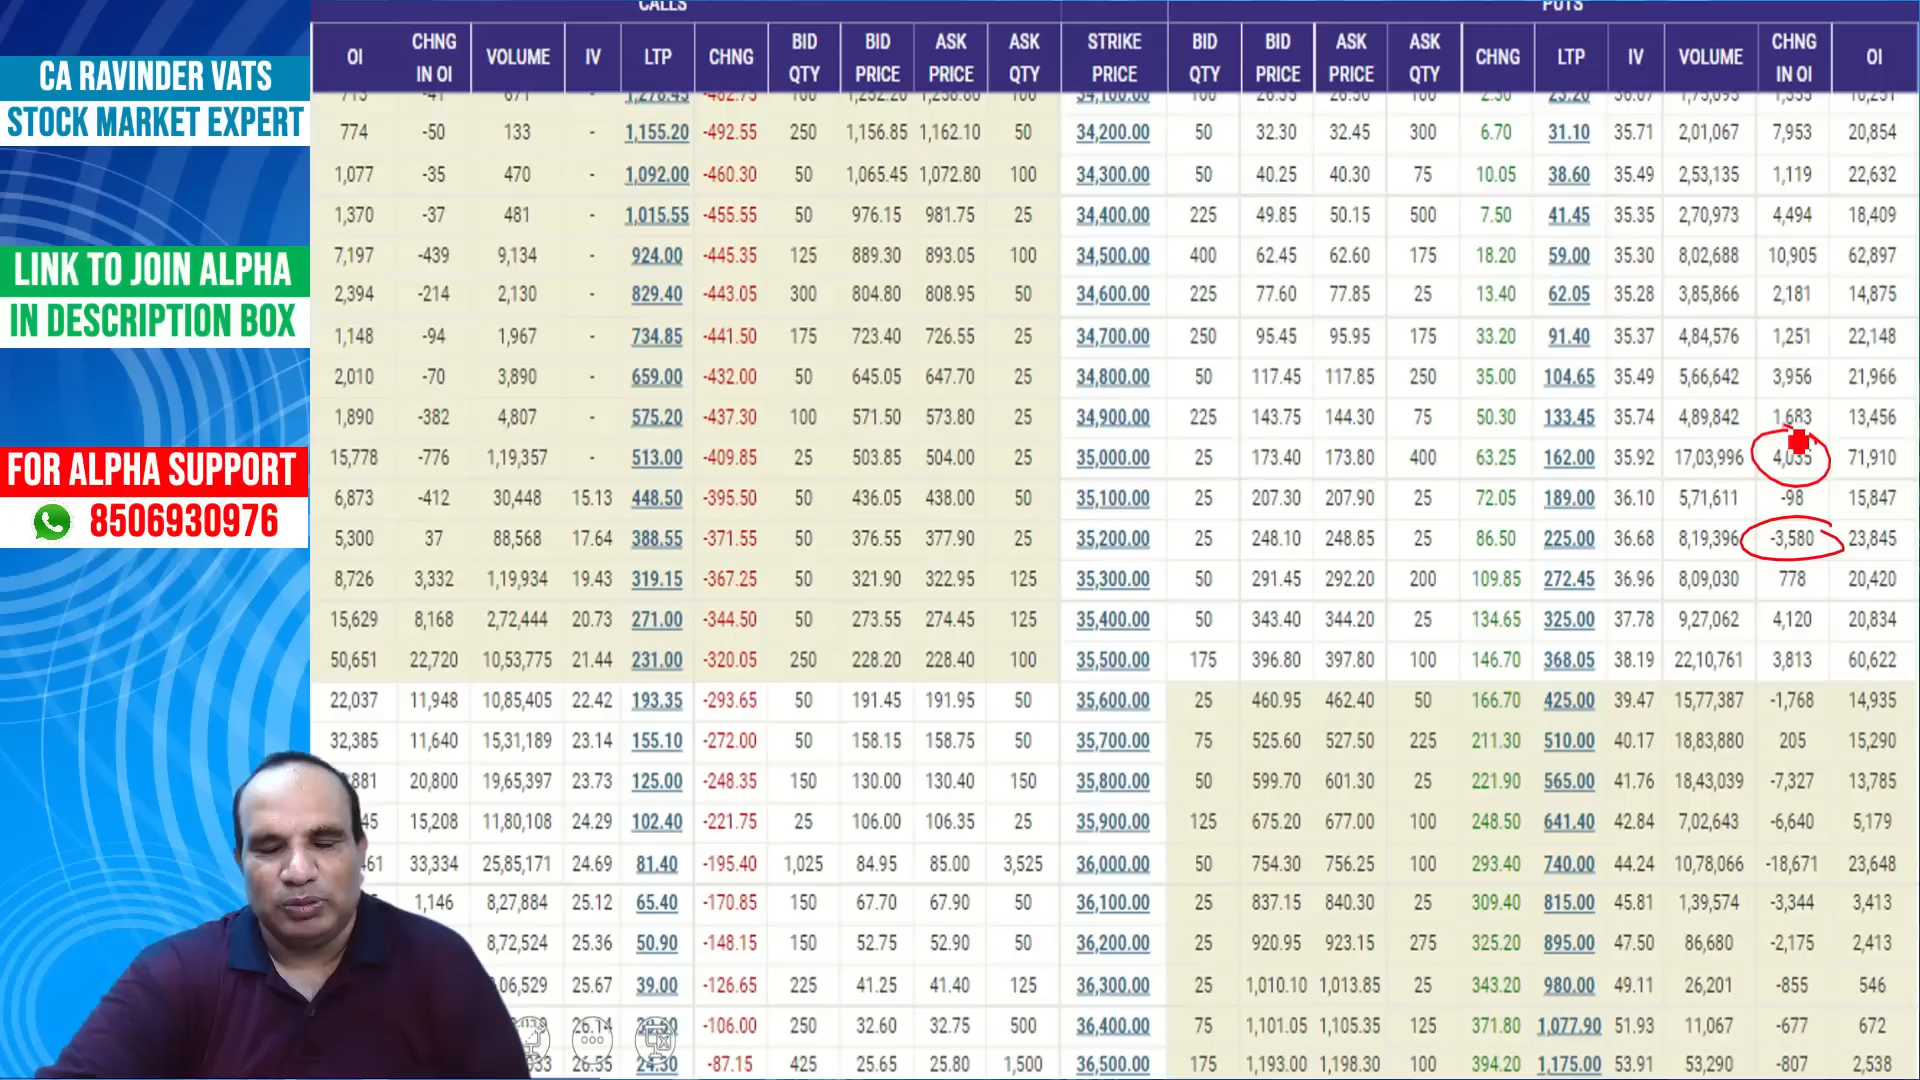 CALLS PUTS
OI CHNG IN OI VOLUME IV LTP CHNG BID QTY BID PRICE ASK PRICE ASK QTY STRIKE PRICE BID QTY BID PRICE ASK PRICE ASK QTY CHNG LTP IV VOLUME CHNG IN OI OI
CA RAVINDER VATS
STOCK MARKET EXPERT
LINK TO JOIN ALPHA
IN DESCRIPTION BOX
FOR ALPHA SUPPORT
8506930976
774 -50 133 - 1,155.20 -492.55 250 1,156.85 1,162.10 50 34,200.00 50 32.30 32.45 300 6.70 31.10 35.71 2,01,067 7,953 20,854
1,077 -35 470 - 1,092.00 -460.30 50 1,065.45 1,072.80 100 34,300.00 50 40.25 40.30 75 10.05 38.60 35.49 2,53,135 1,119 22,632
1,370 -37 481 - 1,015.55 -455.55 50 976.15 981.75 25 34,400.00 225 49.85 50.15 500 7.50 41.45 35.35 2,70,973 4,494 18,409
7,197 -439 9,134 - 924.00 -445.35 125 889.30 893.05 100 34,500.00 400 62.45 62.60 175 18.20 59.00 35.30 8,02,688 10,905 62,897
2,394 -214 2,130 - 829.40 -443.05 300 804.80 808.95 50 34,600.00 225 77.60 77.85 25 13.40 62.05 35.28 3,85,866 2,181 14,875
1,148 -94 1,967 - 734.85 -441.50 175 723.40 726.55 25 34,700.00 250 95.45 95.95 175 33.20 91.40 35.37 4,84,576 1,251 22,148
2,010 -70 3,890 - 659.00 -432.00 50 645.05 647.70 25 34,800.00 50 117.45 117.85 250 35.00 104.65 35.49 5,66,642 3,956 21,966
1,890 -382 4,807 - 575.20 -437.30 100 571.50 573.80 25 34,900.00 225 143.75 144.30 75 50.30 133.45 35.74 4,89,842 1,683 13,456
15,778 -776 1,19,357 - 513.00 -409.85 25 503.85 504.00 25 35,000.00 25 173.40 173.80 400 63.25 162.00 35.92 17,03,996 4,035 71,910
6,873 -412 30,448 15.13 448.50 -395.50 50 436.05 438.00 50 35,100.00 25 207.30 207.90 25 72.05 189.00 36.10 5,71,611 -98 15,847
5,300 37 88,568 17.64 388.55 -371.55 50 376.55 377.90 25 35,200.00 25 248.10 248.85 25 86.50 225.00 36.68 8,19,396 -3,580 23,845
8,726 3,332 1,19,934 19.43 319.15 -367.25 50 321.90 322.95 125 35,300.00 50 291.45 292.20 200 109.85 272.45 36.96 8,09,030 778 20,420
15,629 8,168 2,72,444 20.73 271.00 -344.50 50 273.55 274.45 125 35,400.00 50 343.40 344.20 25 134.65 325.00 37.78 9,27,062 4,120 20,834
50,651 22,720 10,53,775 21.44 231.00 -320.05 250 228.20 228.40 100 35,500.00 175 396.80 397.80 100 146.70 368.05 38.19 22,10,761 3,813 60,622
22,037 11,948 10,85,405 22.42 193.35 -293.65 50 191.45 191.95 50 35,600.00 25 460.95 462.40 50 166.70 425.00 39.47 15,77,387 -1,768 14,935
32,385 11,640 15,31,189 23.14 155.10 -272.00 50 158.15 158.75 50 35,700.00 75 525.60 527.50 225 211.30 510.00 40.17 18,83,880 205 15,290
20,800 19,65,397 23.73 125.00 -248.35 150 130.00 130.40 150 35,800.00 50 599.70 601.30 25 221.90 565.00 41.76 18,43,039 -7,327 13,785
15,208 11,80,108 24.29 102.40 -221.75 25 106.00 106.35 25 35,900.00 125 675.20 677.00 100 248.50 641.40 42.84 7,02,643 -6,640 5,179
33,334 25,85,171 24.69 81.40 -195.40 1,025 84.95 85.00 3,525 36,000.00 50 754.30 756.25 100 293.40 740.00 44.24 10,78,066 -18,671 23,648
1,146 8,27,884 25.12 65.40 -170.85 150 67.70 67.90 50 36,100.00 25 837.15 840.30 25 309.40 815.00 45.81 1,39,574 -3,344 3,413
8,72,524 25.36 50.90 -148.15 150 52.75 52.90 50 36,200.00 25 920.95 923.15 275 325.20 895.00 47.50 86,680 -2,175 2,413
25.67 39.00 -126.65 225 41.25 41.40 125 36,300.00 25 1,010.10 1,013.85 25 343.20 980.00 49.11 26,201 -855 546
26.14 -106.00 250 32.60 32.75 500 36,400.00 75 1,101.05 1,105.35 125 371.80 1,077.90 51.93 11,067 -677 672
26.55 24.30 -87.15 425 25.65 25.80 1,500 36,500.00 175 1,193.00 1,198.30 100 394.20 1,175.00 53.91 53,290 -807 2,538